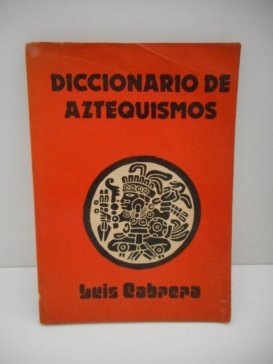 DICCIONARIO DE
AZTEQUISMOS
Luis Cabrera